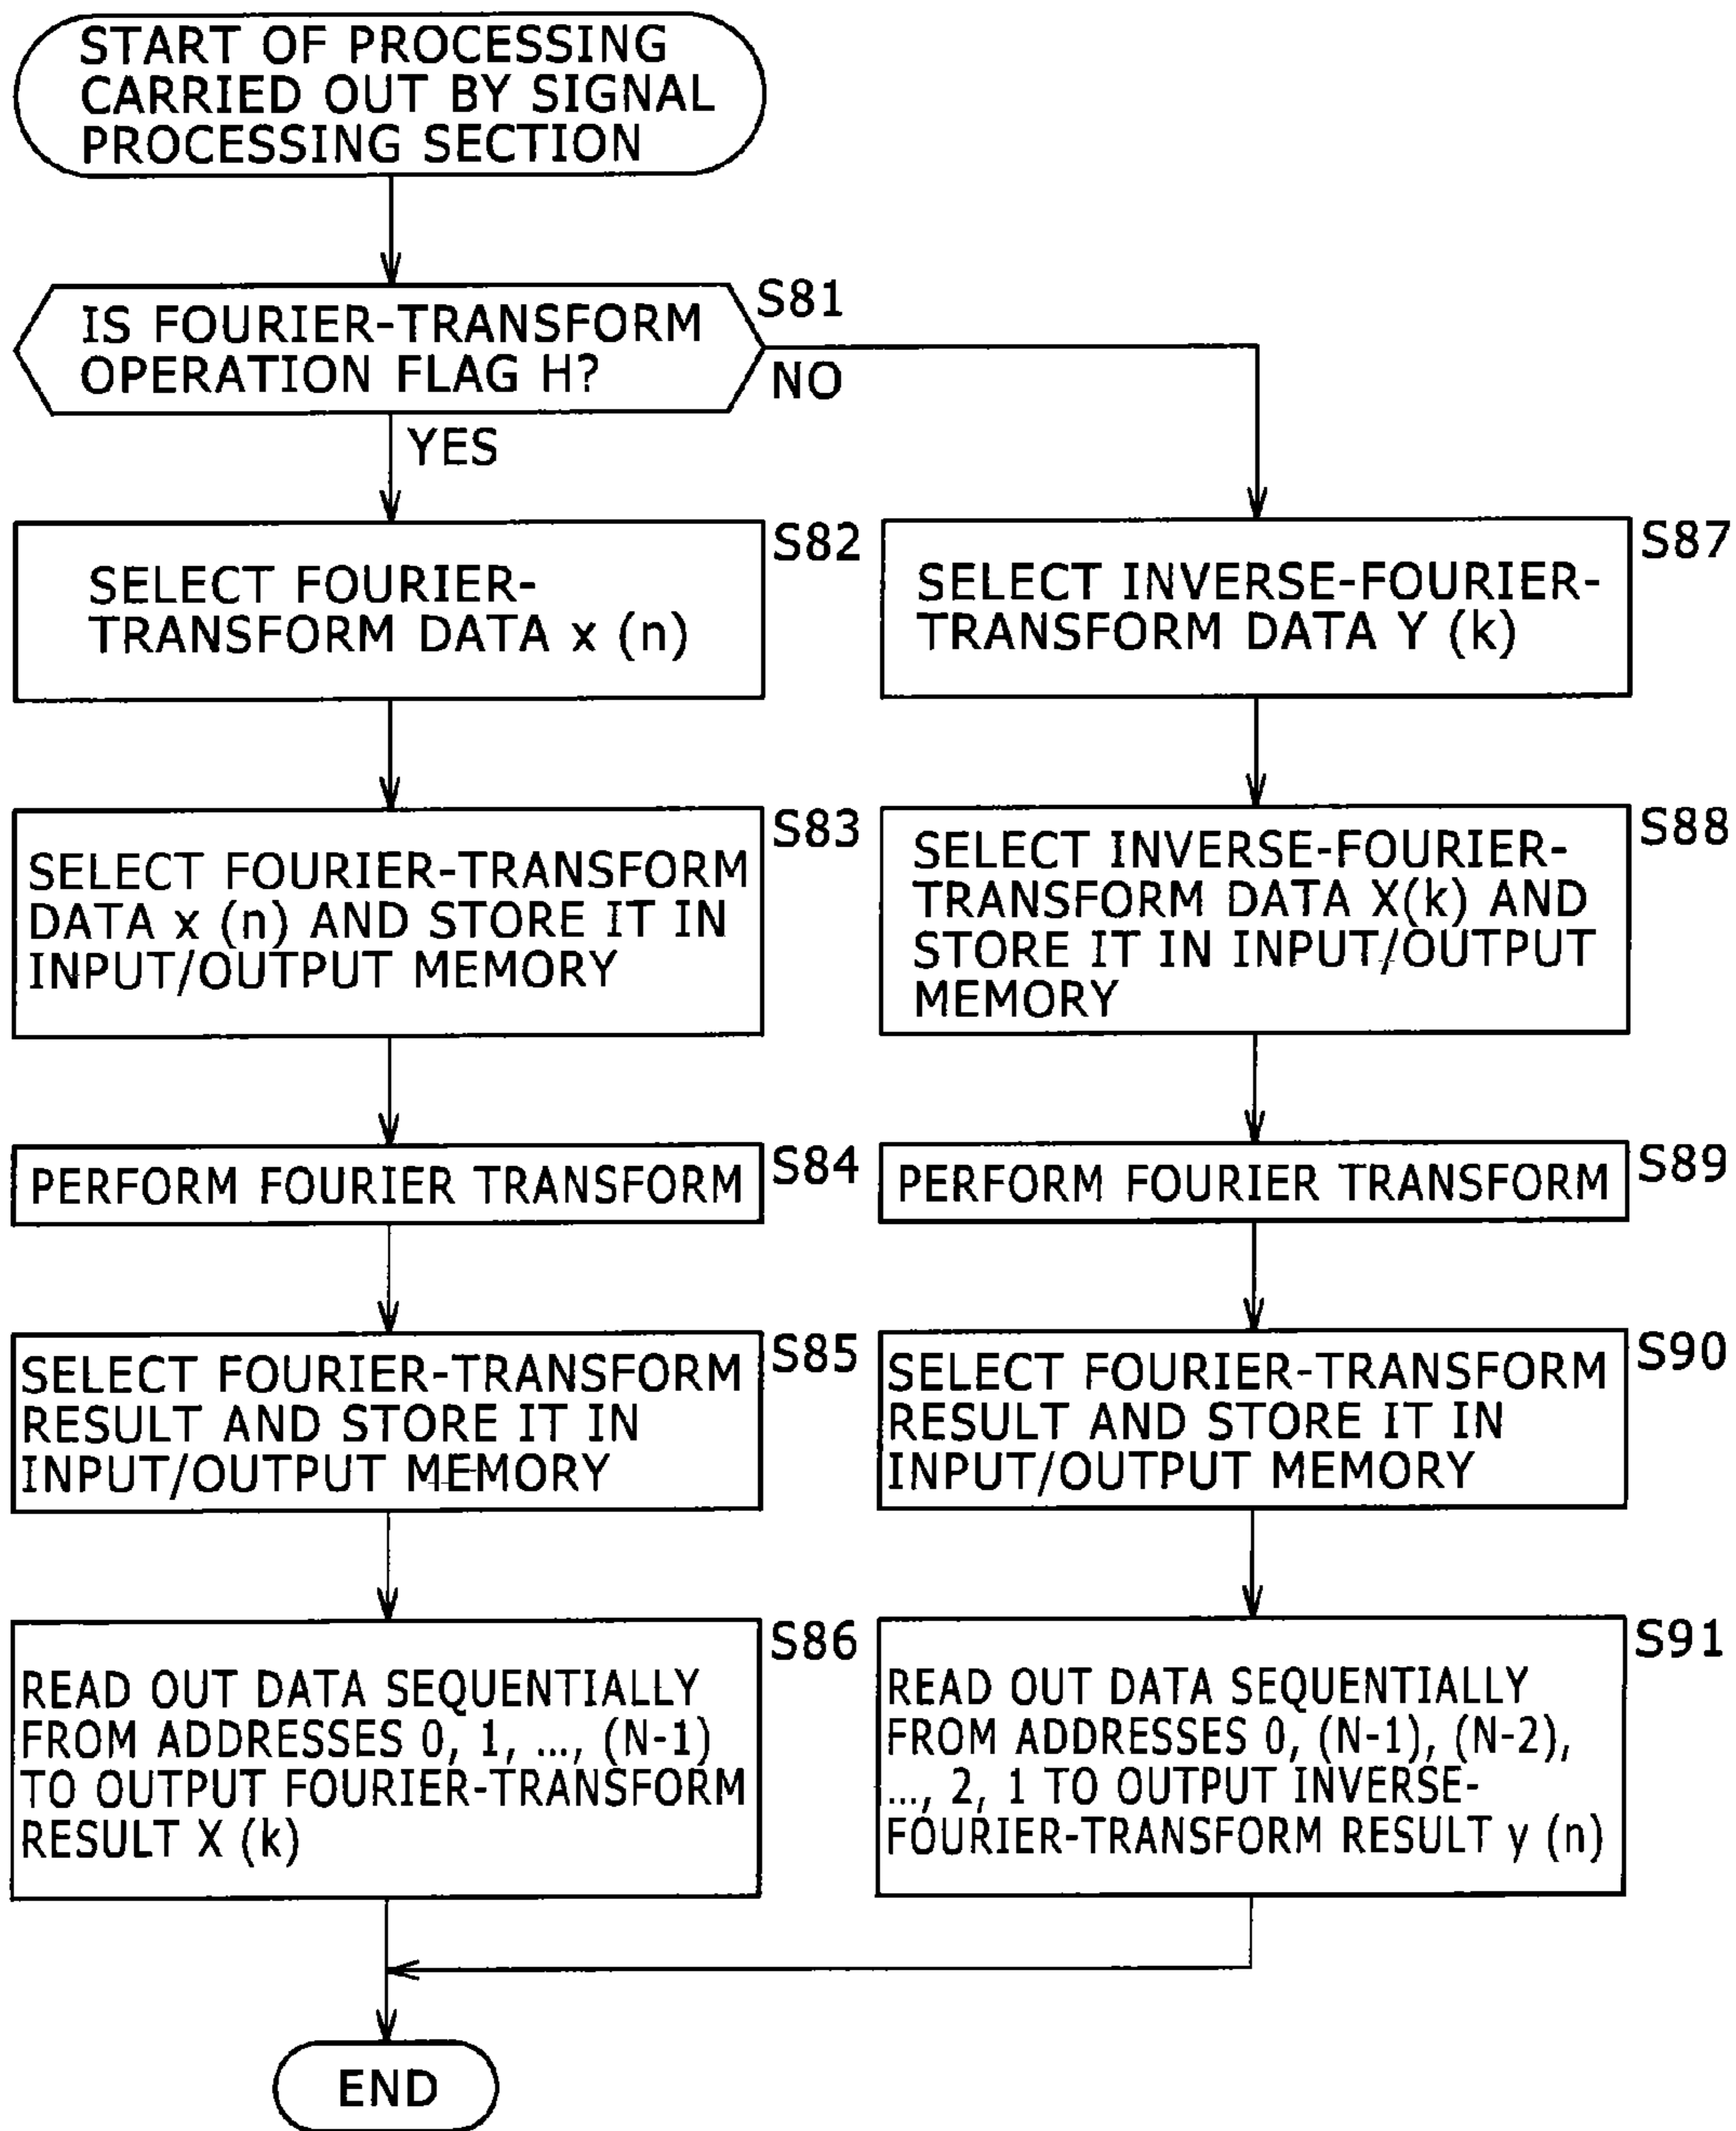 START OF PROCESSING
CARRIED OUT BY SIGNAL
PROCESSING SECTION
S81
IS FOURIER-TRANSFORM
OPERATION FLAG H?
NO
YES
S82
SELECT FOURIER-
TRANSFORM DATA x (n)
S87
SELECT INVERSE-FOURIER-
TRANSFORM DATA Y (k)
S83
SELECT FOURIER-TRANSFORM
DATA x (n) AND STORE IT IN
INPUT/OUTPUT MEMORY
S88
SELECT INVERSE-FOURIER-
TRANSFORM DATA X(k) AND
STORE IT IN INPUT/OUTPUT
MEMORY
S84
PERFORM FOURIER TRANSFORM
S89
PERFORM FOURIER TRANSFORM
S85
SELECT FOURIER-TRANSFORM
RESULT AND STORE IT IN
INPUT/OUTPUT MEMORY
S90
SELECT FOURIER-TRANSFORM
RESULT AND STORE IT IN
INPUT/OUTPUT MEMORY
S86
READ OUT DATA SEQUENTIALLY
FROM ADDRESSES 0, 1, ..., (N-1)
TO OUTPUT FOURIER-TRANSFORM
RESULT X (k)
S91
READ OUT DATA SEQUENTIALLY
FROM ADDRESSES 0, (N-1), (N-2),
..., 2, 1 TO OUTPUT INVERSE-
FOURIER-TRANSFORM RESULT y (n)
END